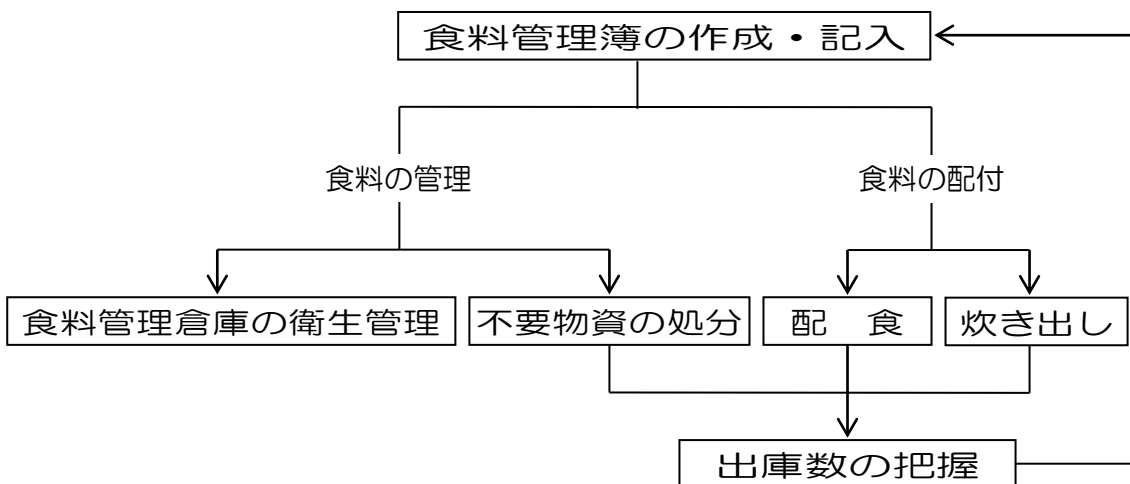 食料管理簿の作成・記入
食料の管理
食料の配付
食料管理倉庫の衛生管理
不要物資の処分
配　食
炊き出し
出庫数の把握